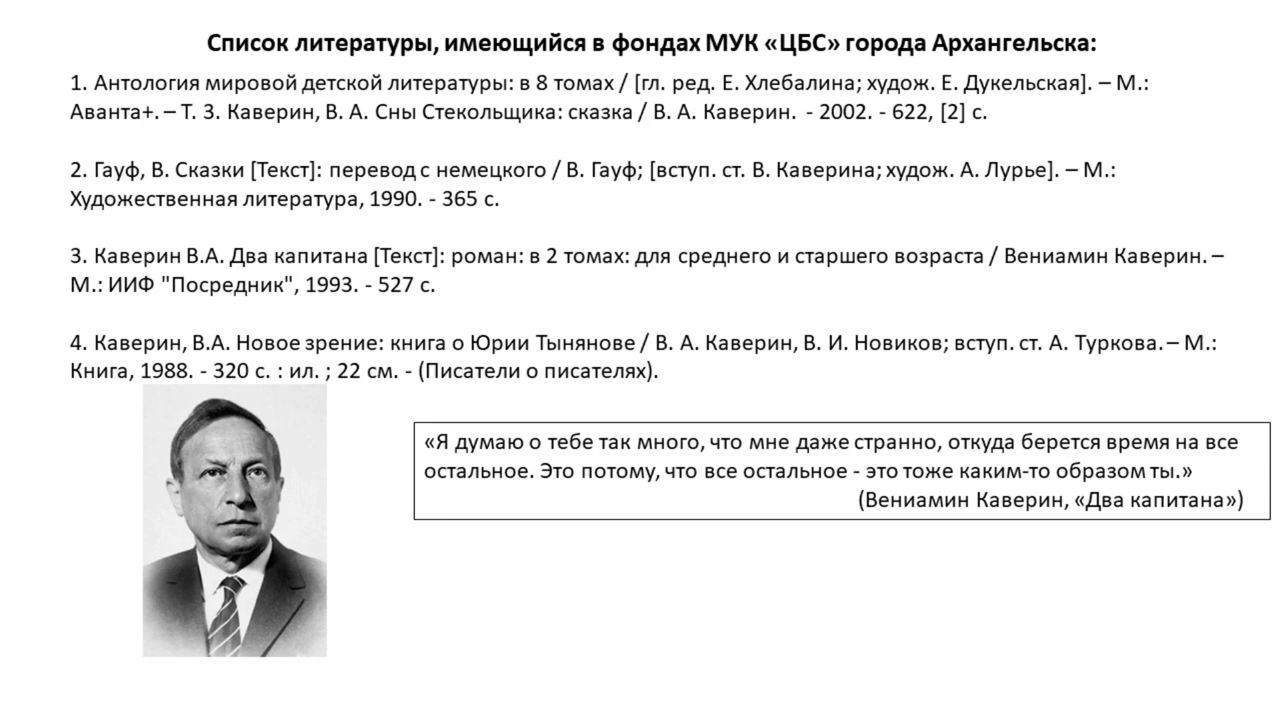 Список литературы, имеющийся в фондах МУК «ЦБС» города Архангельска:
1. Антология мировой детской литературы: в 8 томах / [гл. ред. Е. Хлебалина; худож. Е. Дукельская]. – М.:
Аванта+. – Т. 3. Каверин, В. А. Сны Стекольщика: сказка / В. А. Каверин. - 2002. - 622, [2] с.
2. Гауф, В. Сказки [Текст]: перевод с немецкого / В. Гауф; [вступ. ст. В. Каверина; худож. А. Лурье]. – М.:
Художественная литература, 1990. - 365 с.
3. Каверин В.А. Два капитана [Текст]: роман: в 2 томах: для среднего и старшего возраста / Вениамин Каверин. –
М.: ИИФ "Посредник", 1993. - 527 с.
4. Каверин, В.А. Новое зрение: книга о Юрии Тынянове / В. А. Каверин, В. И. Новиков; вступ. ст. А. Туркова. – М.:
Книга, 1988. - 320 с. : ил. ; 22 см. - (Писатели о писателях).
«Я думаю о тебе так много, что мне даже странно, откуда берется время на все
остальное. Это потому, что все остальное - это тоже каким-то образом ты.»
(Вениамин Каверин, «Два капитана»)